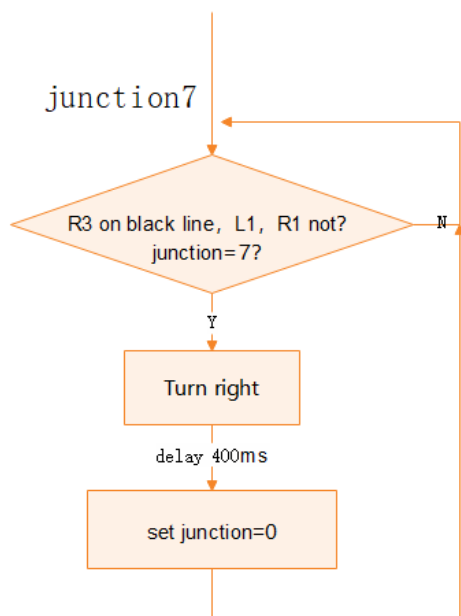 junction7
R3 on black line, L1, R1 not?
junction=7?
N
Y
Turn right
delay 400ms
set junction=0